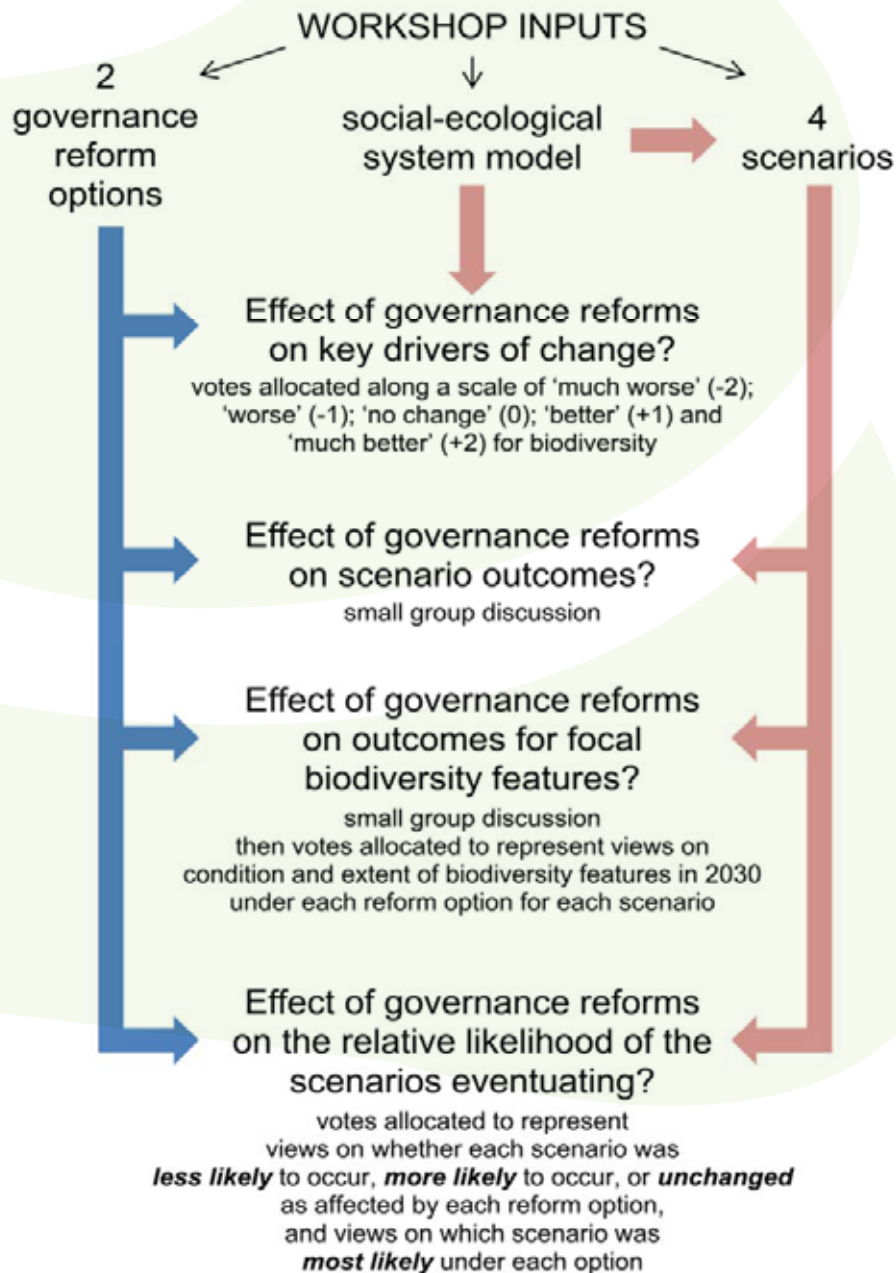 WORKSHOP INPUTS
2
governance
reform
options
social-ecological
system model
4
scenarios
Effect of governance reforms
on key drivers of change?
votes allocated along a scale of ‘much worse’ (-2);
‘worse’ (-1); ‘no change’ (0); ‘better’ (+1) and
‘much better’ (+2) for biodiversity
Effect of governance reforms
on scenario outcomes?
small group discussion
Effect of governance reforms
on outcomes for focal
biodiversity features?
small group discussion
then votes allocated to represent views on
condition and extent of biodiversity features in 2030
under each reform option for each scenario
Effect of governance reforms
on the relative likelihood of the
scenarios eventuating?
votes allocated to represent
views on whether each scenario was
less likely to occur, more likely to occur, or unchanged
as affected by each reform option,
and views on which scenario was
most likely under each option